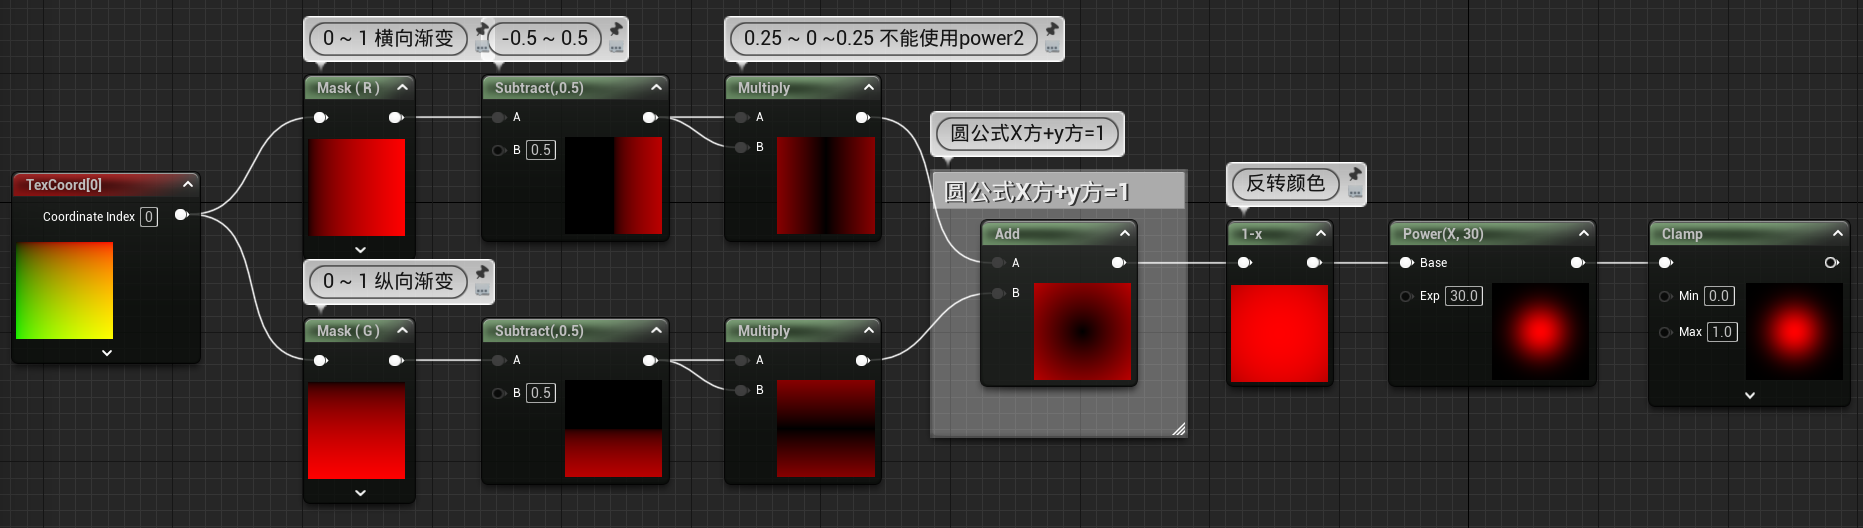 0 ~ 1 横向渐变
-0.5 ~ 0.5
0.25 ~ 0 ~0.25 不能使用power2
Mask ( R )
Subtract(,0.5)
A
B 0.5
Multiply
A
B
圆公式X方+y方=1
圆公式X方+y方=1
TexCoord[0]
Coordinate Index 0
Add
A
B
反转颜色
1-x
Power(X, 30)
Base
Exp 30.0
Clamp
Min 0.0
Max 1.0
0 ~ 1 纵向渐变
Mask ( G )
Subtract(,0.5)
A
B 0.5
Multiply
A
B